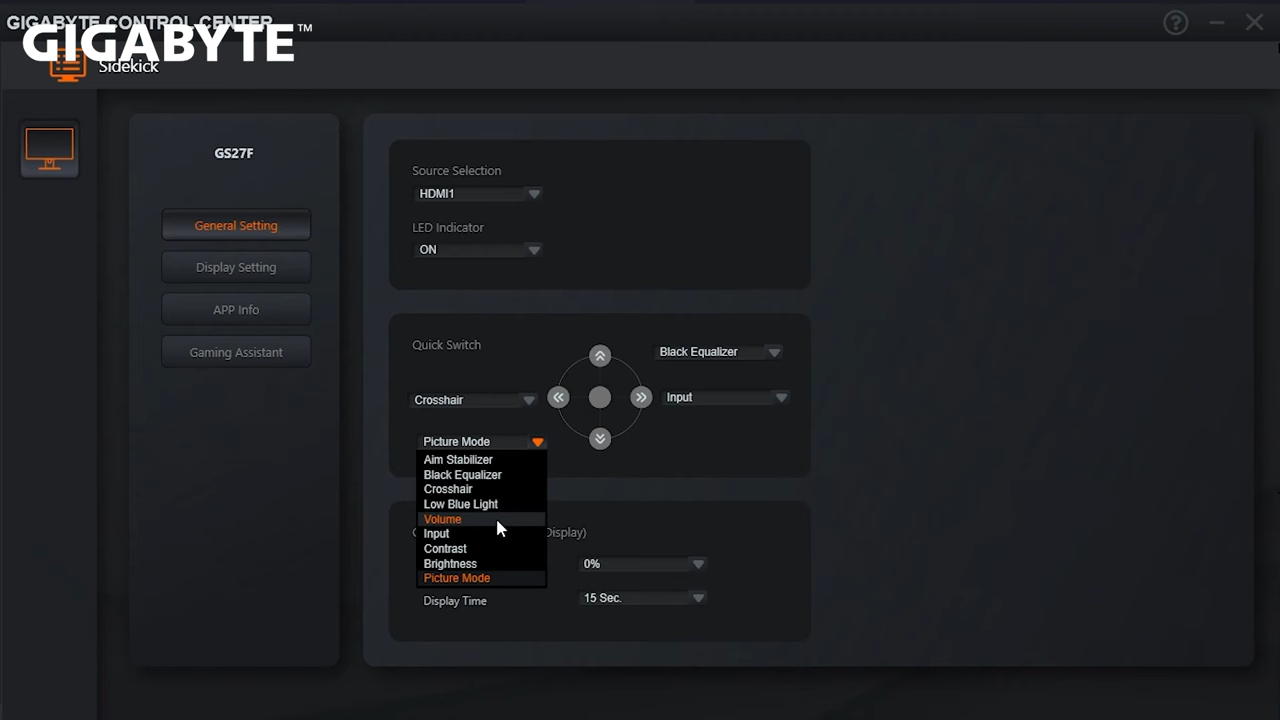 GIGABYTE CONTROL CENTER
GIGABYTE™
Sidekick
GS27F
General Setting
Display Setting
APP Info
Gaming Assistant
Source Selection
HDMI1
LED Indicator
ON
Quick Switch
Black Equalizer
Crosshair
Input
Picture Mode
Aim Stabilizer
Black Equalizer
Crosshair
Low Blue Light
Volume
Input
Contrast
Brightness
Picture Mode
Display)
0%
Display Time
15 Sec.